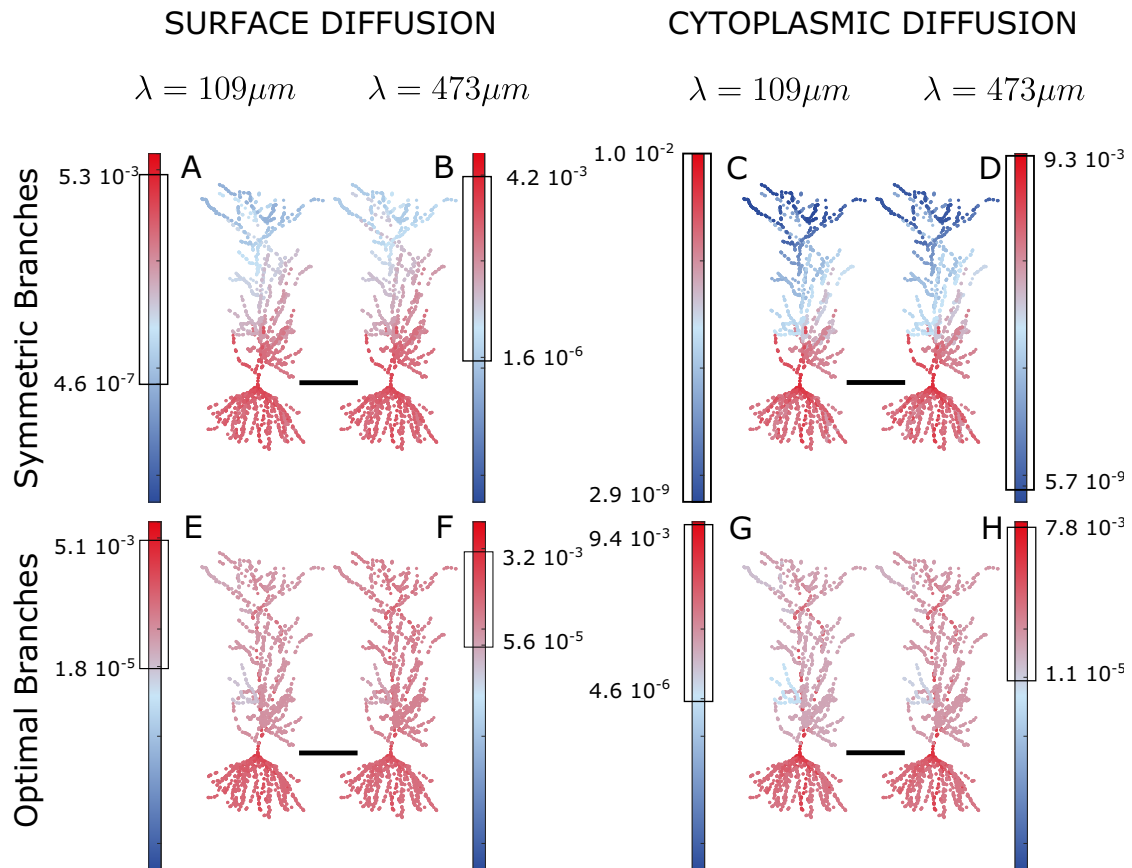 SURFACE DIFFUSION
CYTOPLASMIC DIFFUSION
λ = 109μm
λ = 473μm
λ = 109μm
λ = 473μm
Symmetric Branches
A
5.3 10⁻³
4.6 10⁻⁷
B
4.2 10⁻³
1.6 10⁻⁶
C
1.0 10⁻²
2.9 10⁻⁹
D
9.3 10⁻³
5.7 10⁻⁹
Optimal Branches
E
5.1 10⁻³
1.8 10⁻⁵
F
3.2 10⁻³
5.6 10⁻⁵
G
9.4 10⁻³
4.6 10⁻⁶
H
7.8 10⁻³
1.1 10⁻⁵